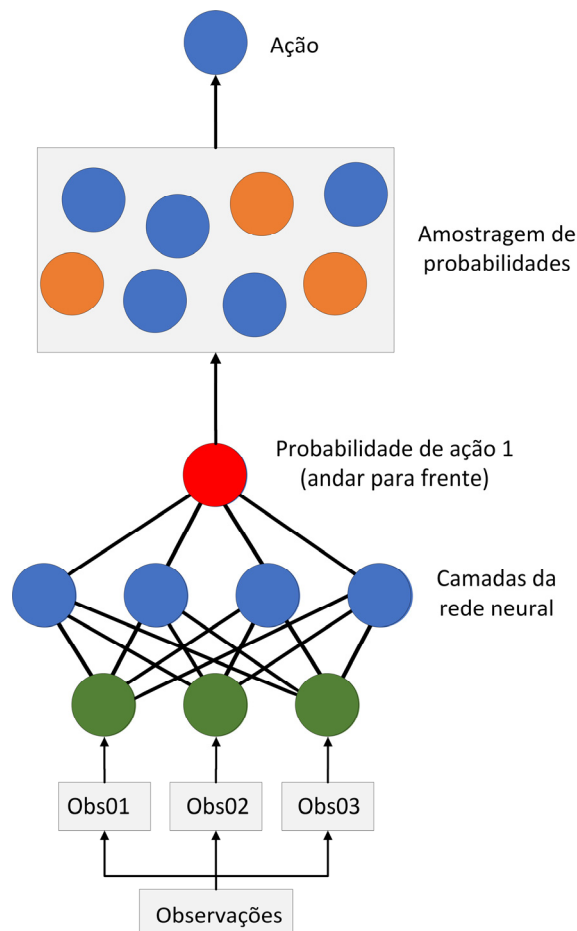 Ação
Amostragem de
probabilidades
Probabilidade de ação 1
(andar para frente)
Camadas da
rede neural
Obs01
Obs02
Obs03
Observações